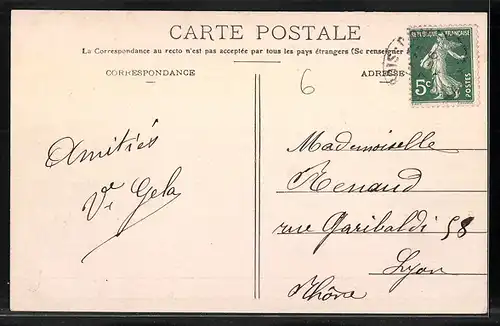 CARTE POSTALE
La Correspondance au recto n'est pas acceptée par tous les pays étrangers (Se renseigner
CORRESPONDANCE
ADRESSE
6
REPUBLIQUE FRANÇAISE
5c
POSTES
Amitiés
Vi Gela
Mademoiselle
Renaud
rue Garibaldi 58
Lyon
Rhône